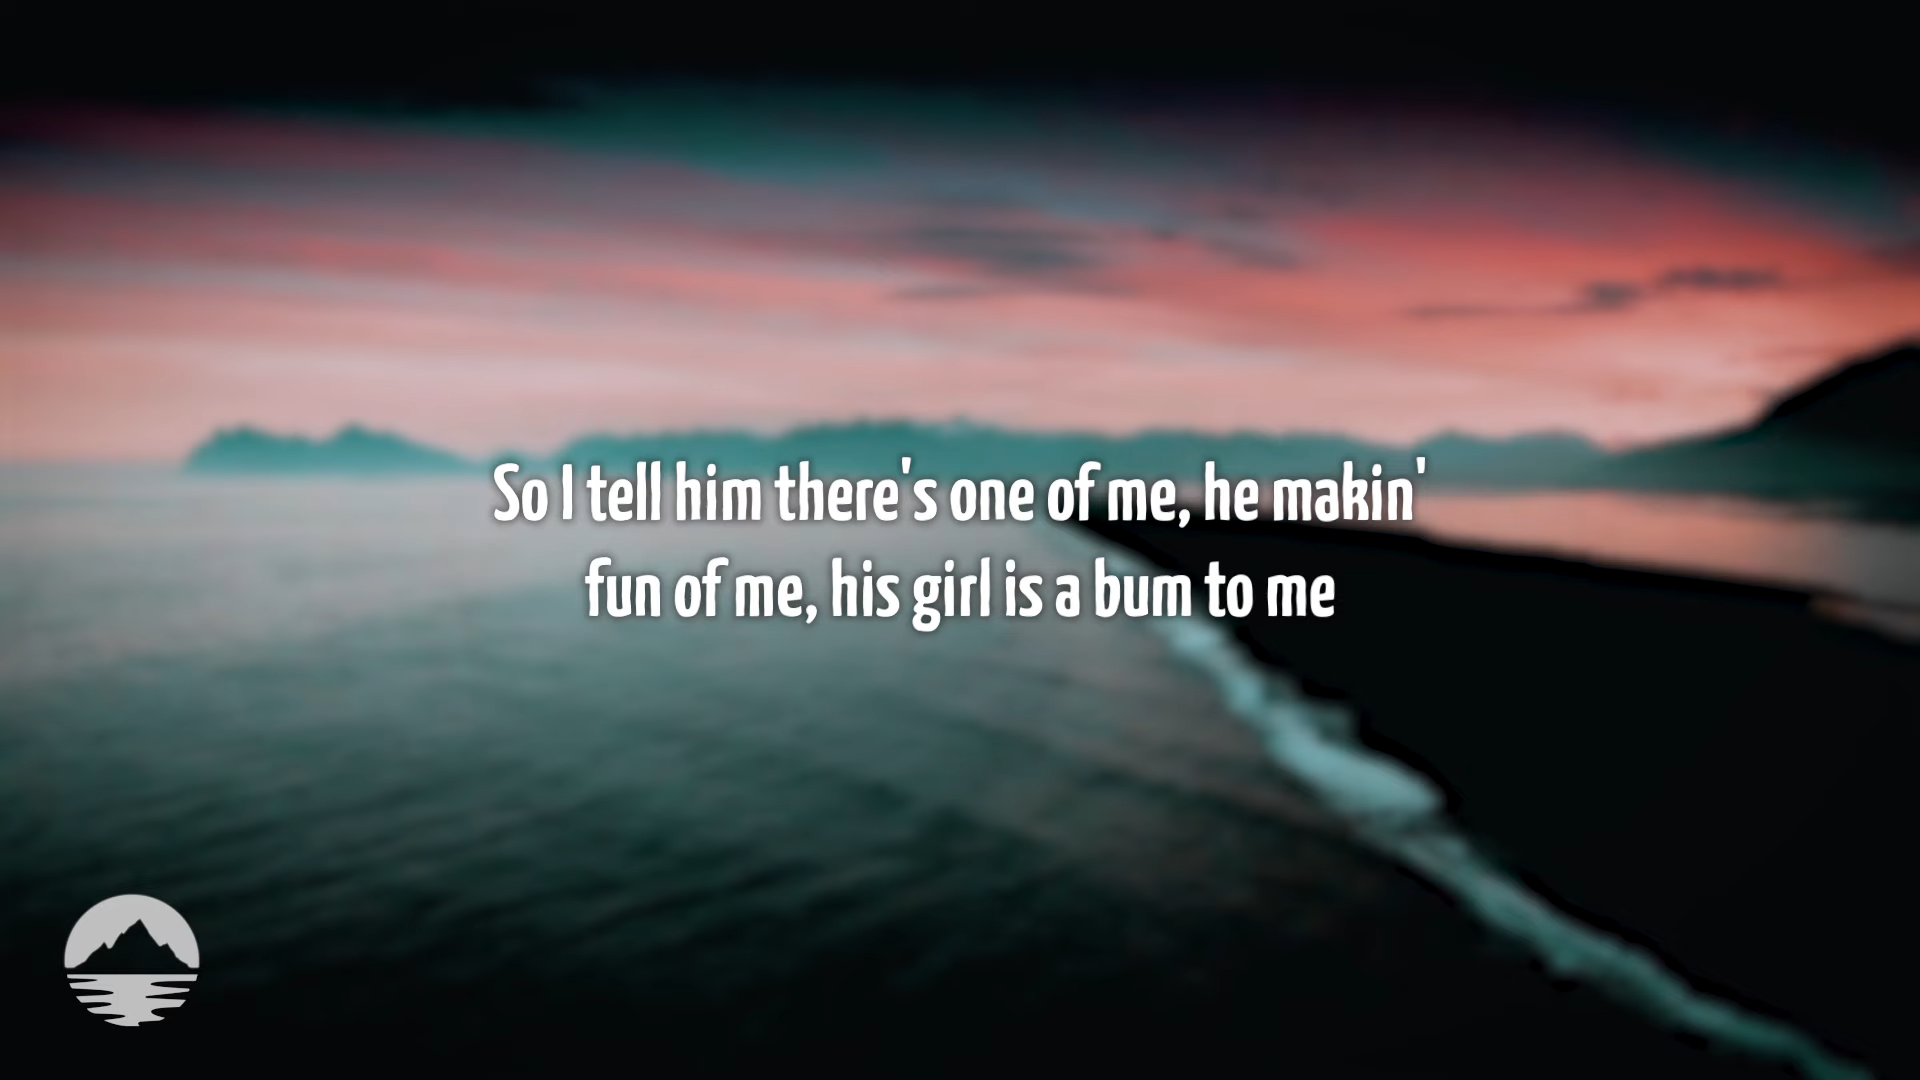 So I tell him there's one of me, he makin'
fun of me, his girl is a bum to me